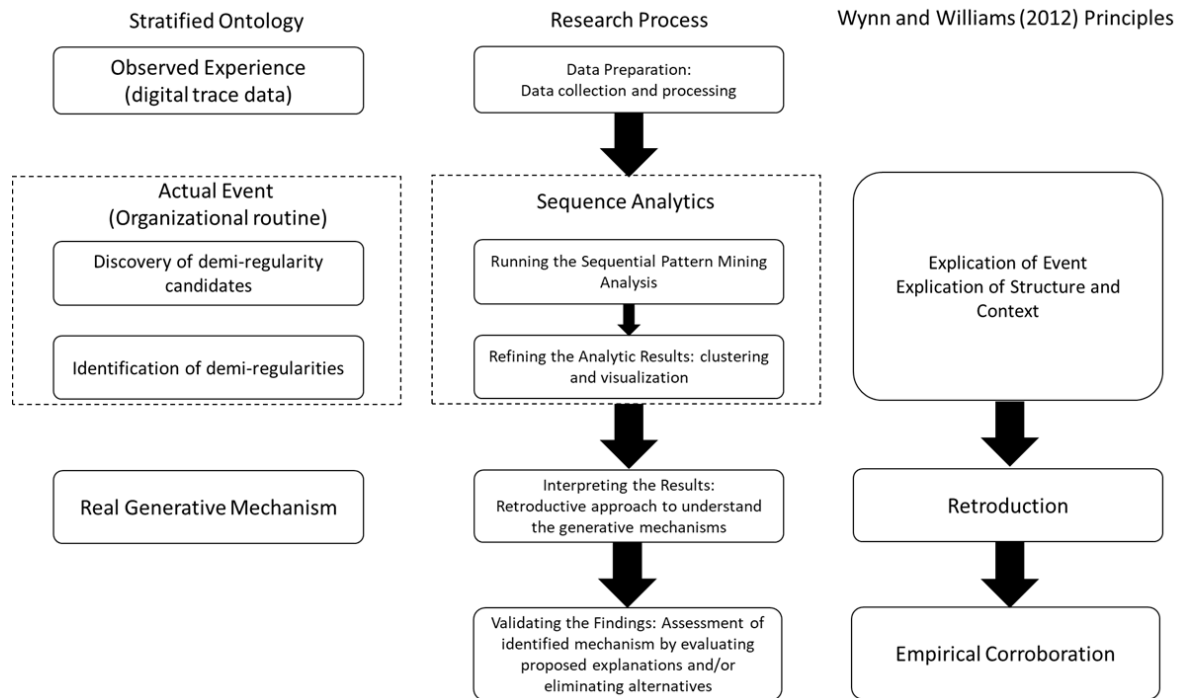 Stratified Ontology
Research Process
Wynn and Williams (2012) Principles
Observed Experience
(digital trace data)
Data Preparation:
Data collection and processing
Actual Event
(Organizational routine)
Discovery of demi-regularity
candidates
Identification of demi-regularities
Sequence Analytics
Running the Sequential Pattern Mining
Analysis
Refining the Analytic Results: clustering
and visualization
Explication of Event
Explication of Structure and
Context
Real Generative Mechanism
Interpreting the Results:
Retroductive approach to understand
the generative mechanisms
Retroduction
Validating the Findings: Assessment of
identified mechanism by evaluating
proposed explanations and/or
eliminating alternatives
Empirical Corroboration